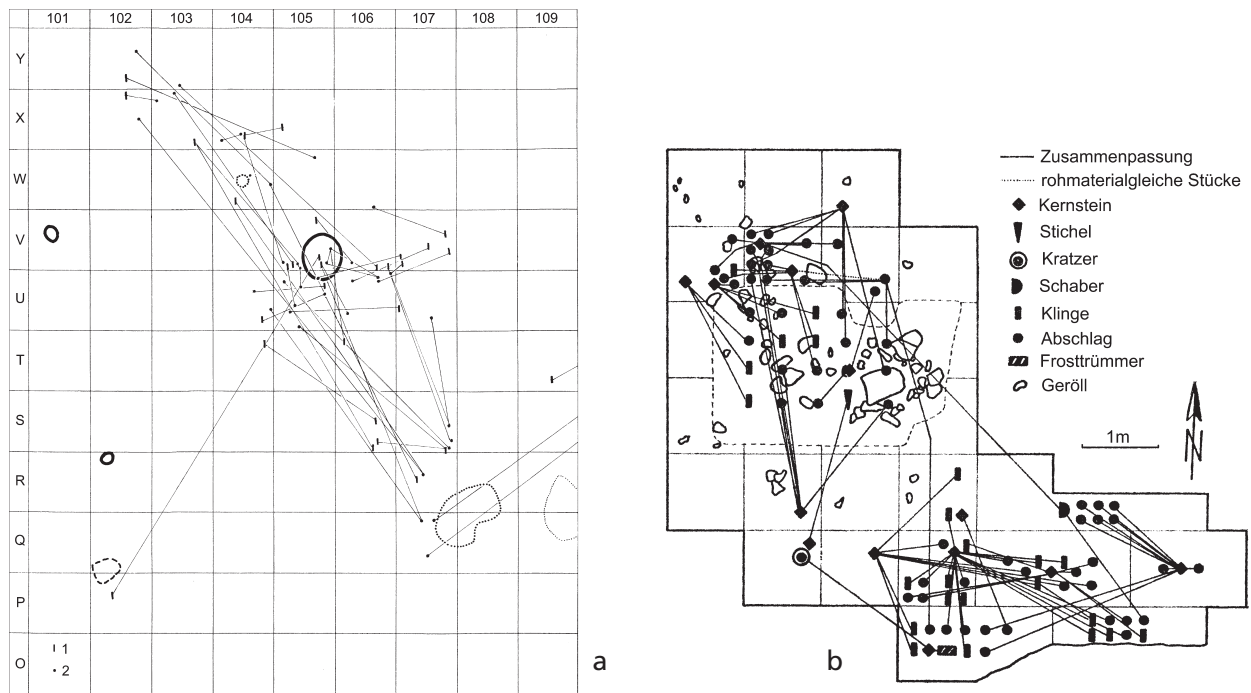 101 102 103 104 105 106 107 108 109
Y
X
W
V
U
T
S
R
Q
P
O
1
2
a
Zusammenpassung
rohmaterialgleiche Stücke
Kernstein
Stichel
Kratzer
Schaber
Klinge
Abschlag
Frosttrümmer
Geröll
1m
N
b